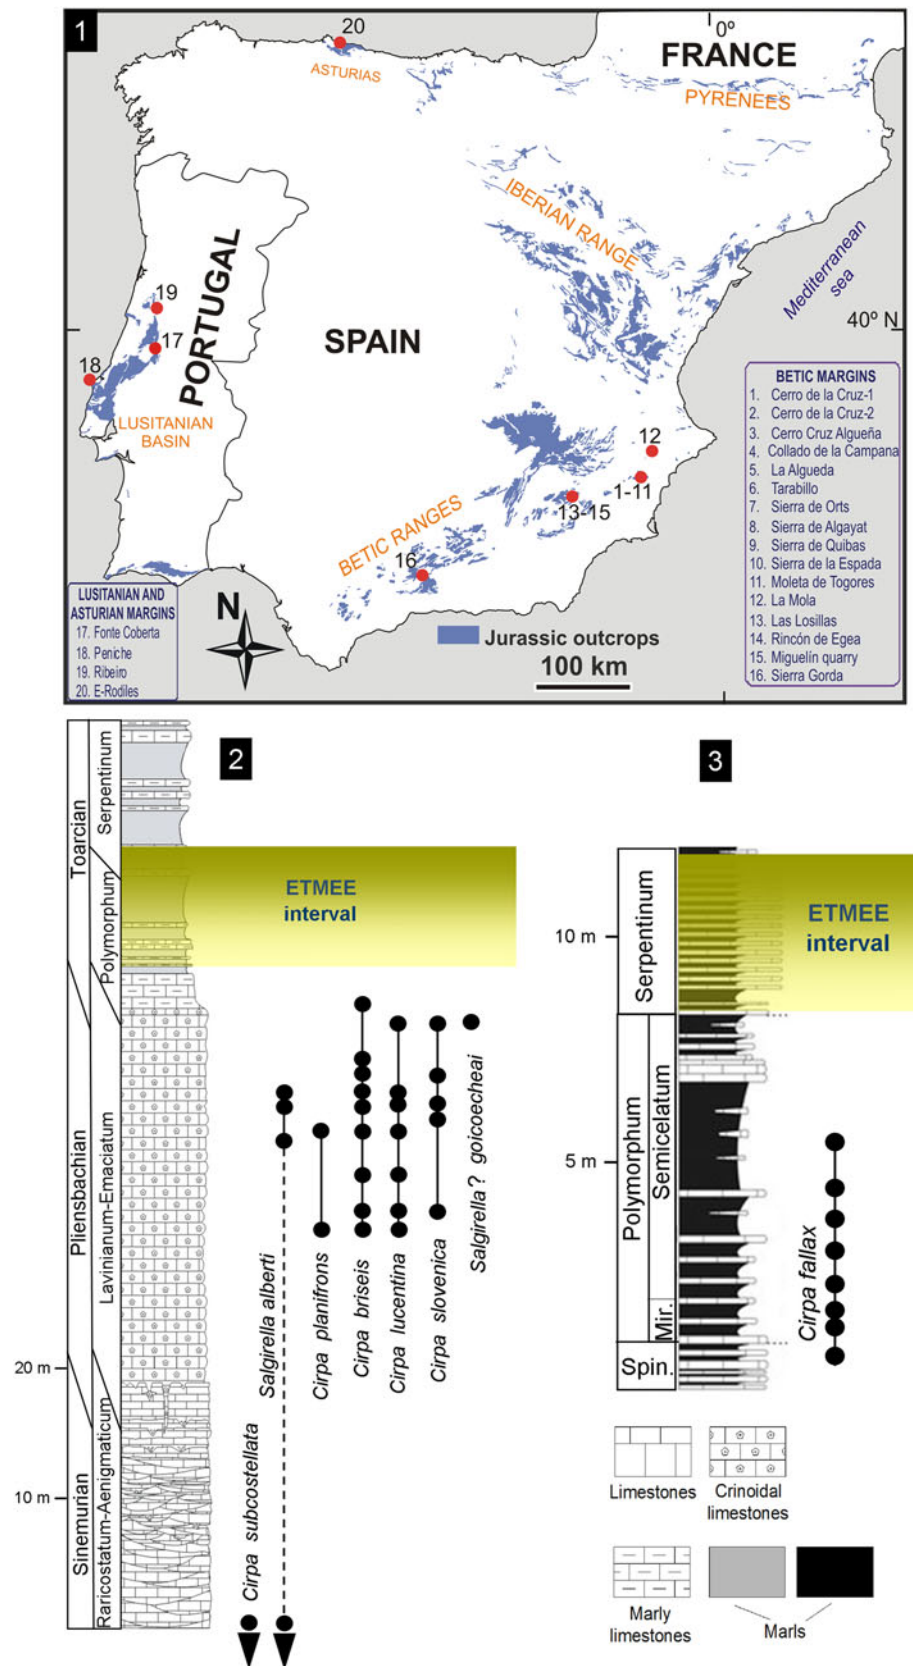 1
20
0º
FRANCE
ASTURIAS
PYRENEES
IBERIAN RANGE
Mediterranean
sea
PORTUGAL
19
SPAIN
40º N
17
18
LUSITANIAN
BASIN
12
1-11
13-15
BETIC RANGES
16
BETIC MARGINS
1. Cerro de la Cruz-1
2. Cerro de la Cruz-2
3. Cerro Cruz Algueña
4. Collado de la Campana
5. La Algueda
6. Tarabillo
7. Sierra de Orts
8. Sierra de Algayat
9. Sierra de Quibas
10. Sierra de la Espada
11. Moleta de Togores
12. La Mola
13. Las Losillas
14. Rincón de Egea
15. Miguelín quarry
16. Sierra Gorda
LUSITANIAN AND
ASTURIAN MARGINS
17. Fonte Coberta
18. Peniche
19. Ribeiro
20. E-Rodiles
N
Jurassic outcrops
100 km
2
Toarcian
Serpentinum
Polymorphum
ETMEE
interval
Pliensbachian
Lavinianum-Emaciatum
20 m
10 m
Sinemurian
Raricostatum-Aenigmaticum
Cirpa subcostellata
Salgirella alberti
Cirpa planifrons
Cirpa briseis
Cirpa lucentina
Cirpa slovenica
Salgirella? goicoecheai
3
Serpentinum
10 m
ETMEE
interval
Polymorphum
Semicelatum
5 m
Mir.
Spin.
Cirpa fallax
Limestones
Crinoidal
limestones
Marly
limestones
Marls